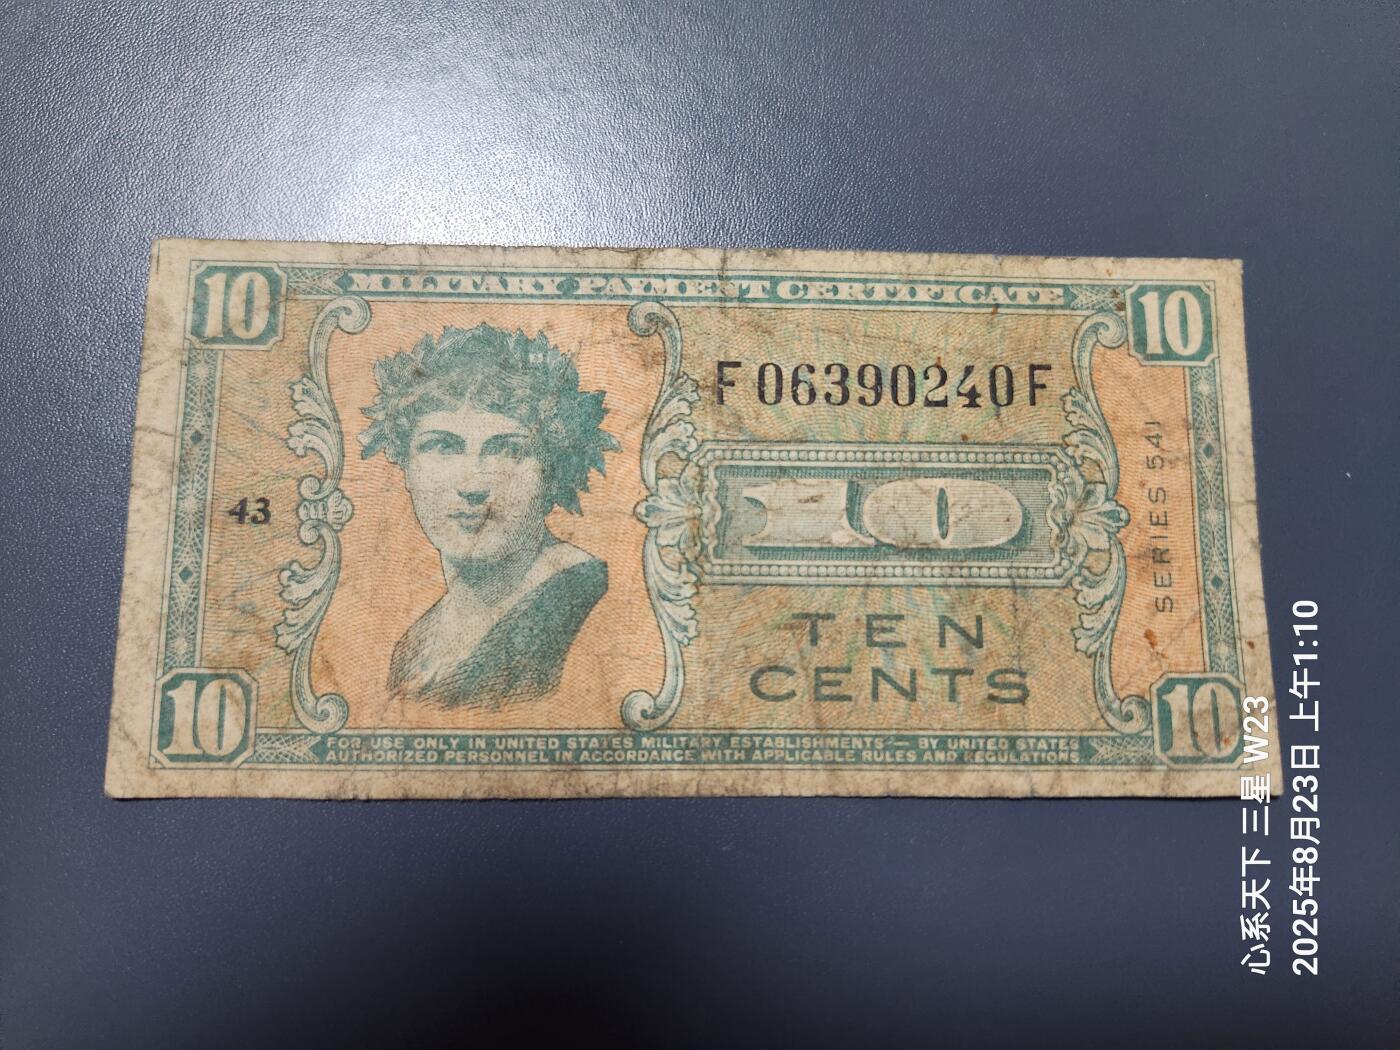 10 MILITARY PAYMENT CERTIFICATE 10
F06390240F
43
10
SERIES 541
TEN
CENTS
10 10
FOR USE ONLY IN UNITED STATES MILITARY ESTABLISHMENTS — BY UNITED STATES
AUTHORIZED PERSONNEL IN ACCORDANCE WITH APPLICABLE RULES AND REGULATIONS
心系天下 三星 W23
2025年8月23日 上午1:10